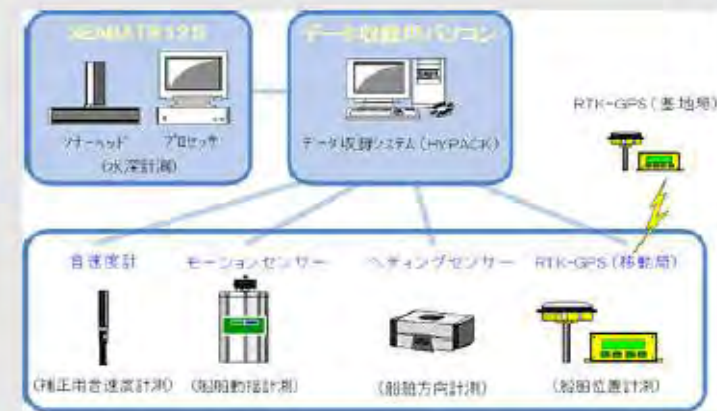 SEABAT8125
データ収録用パソコン
ソナーヘッド
プロセッサ
(水深計測)
データ収録システム(HYPACK)
RTK-GPS(基地局)
音速度計
モーションセンサー
ヘディングセンサー
RTK-GPS(移動局)
(補正用音速度計測)
(船舶動揺計測)
(船舶方向計測)
(船舶位置計測)